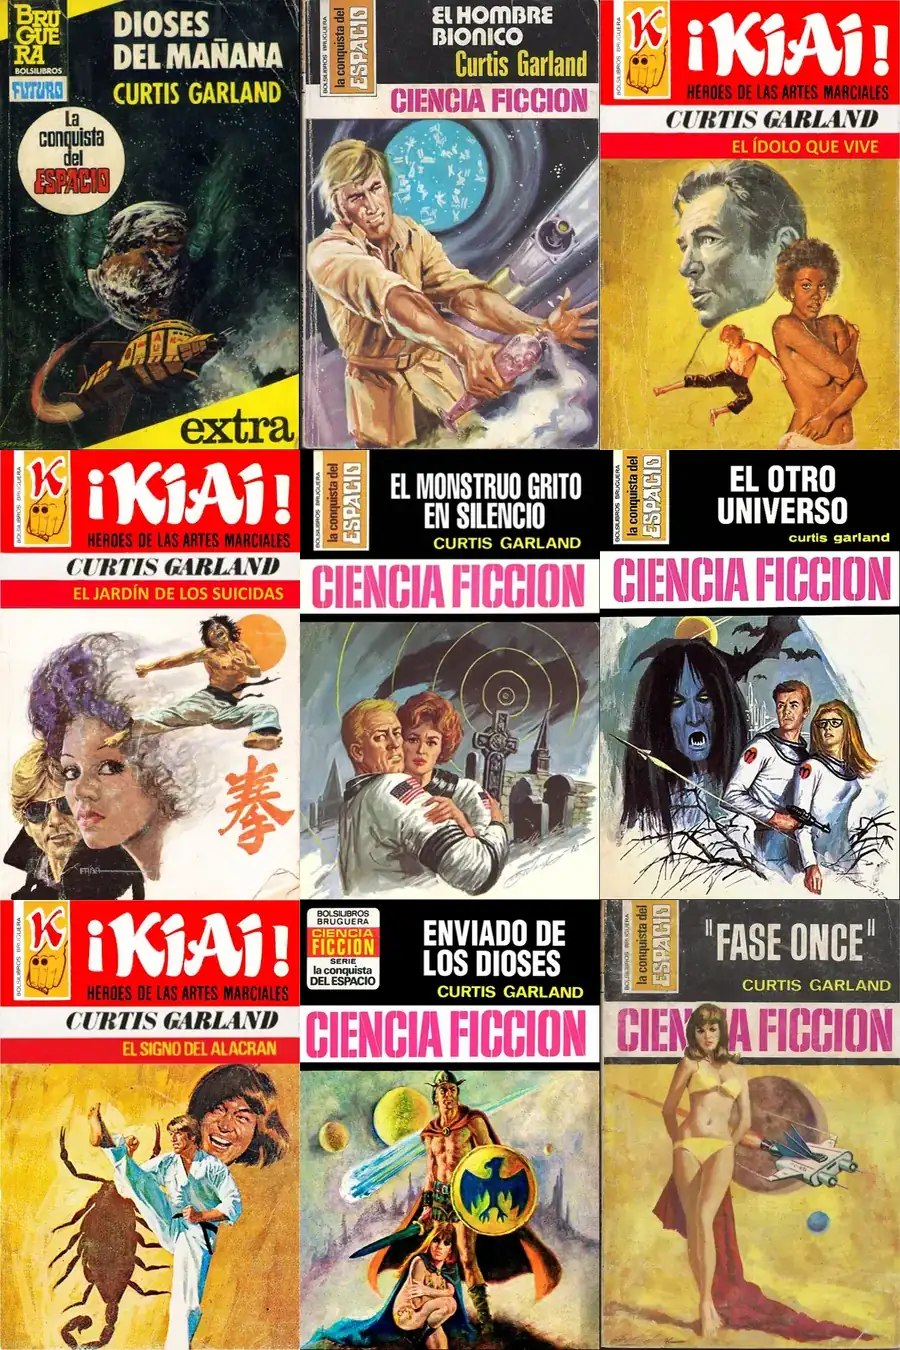 BRU
GUE
RA
BOLSILIBROS
FUTURO
La
conquista
del
ESPACIO
DIOSES
DEL MAÑANA
CURTIS GARLAND
extra
BOLSILIBROS BRUGUERA
la conquista del
ESPACIO
EL HOMBRE
BIONICO
Curtis Garland
CIENCIA FICCION
BOLSILIBROS BRUGUERA
K
¡KIAI!
HEROES DE LAS ARTES MARCIALES
CURTIS GARLAND
EL ÍDOLO QUE VIVE
BOLSILIBROS BRUGUERA
K
¡KIAI!
HEROES DE LAS ARTES MARCIALES
CURTIS GARLAND
EL JARDÍN DE LOS SUICIDAS
拳
BOLSILIBROS BRUGUERA
la conquista del
ESPACIO
EL MONSTRUO GRITO
EN SILENCIO
CURTIS GARLAND
CIENCIA FICCION
BOLSILIBROS BRUGUERA
la conquista del
ESPACIO
EL OTRO
UNIVERSO
curtis garland
CIENCIA FICCION
BOLSILIBROS BRUGUERA
K
¡KIAI!
HEROES DE LAS ARTES MARCIALES
CURTIS GARLAND
EL SIGNO DEL ALACRAN
BOLSILIBROS
BRUGUERA
CIENCIA
FICCION
SERIE
la conquista
DEL ESPACIO
ENVIADO DE
LOS DIOSES
CURTIS GARLAND
CIENCIA FICCION
BOLSILIBROS BRUGUERA
la conquista del
ESPACIO
"FASE ONCE"
CURTIS GARLAND
CIENCIA FICCION